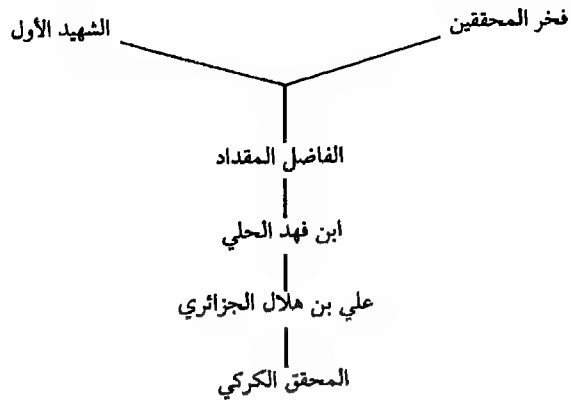 فخر المحققين
الشهيد الأول
الفاضل المقداد
ابن فهد الحلي
علي بن هلال الجزائري
المحقق الكركي